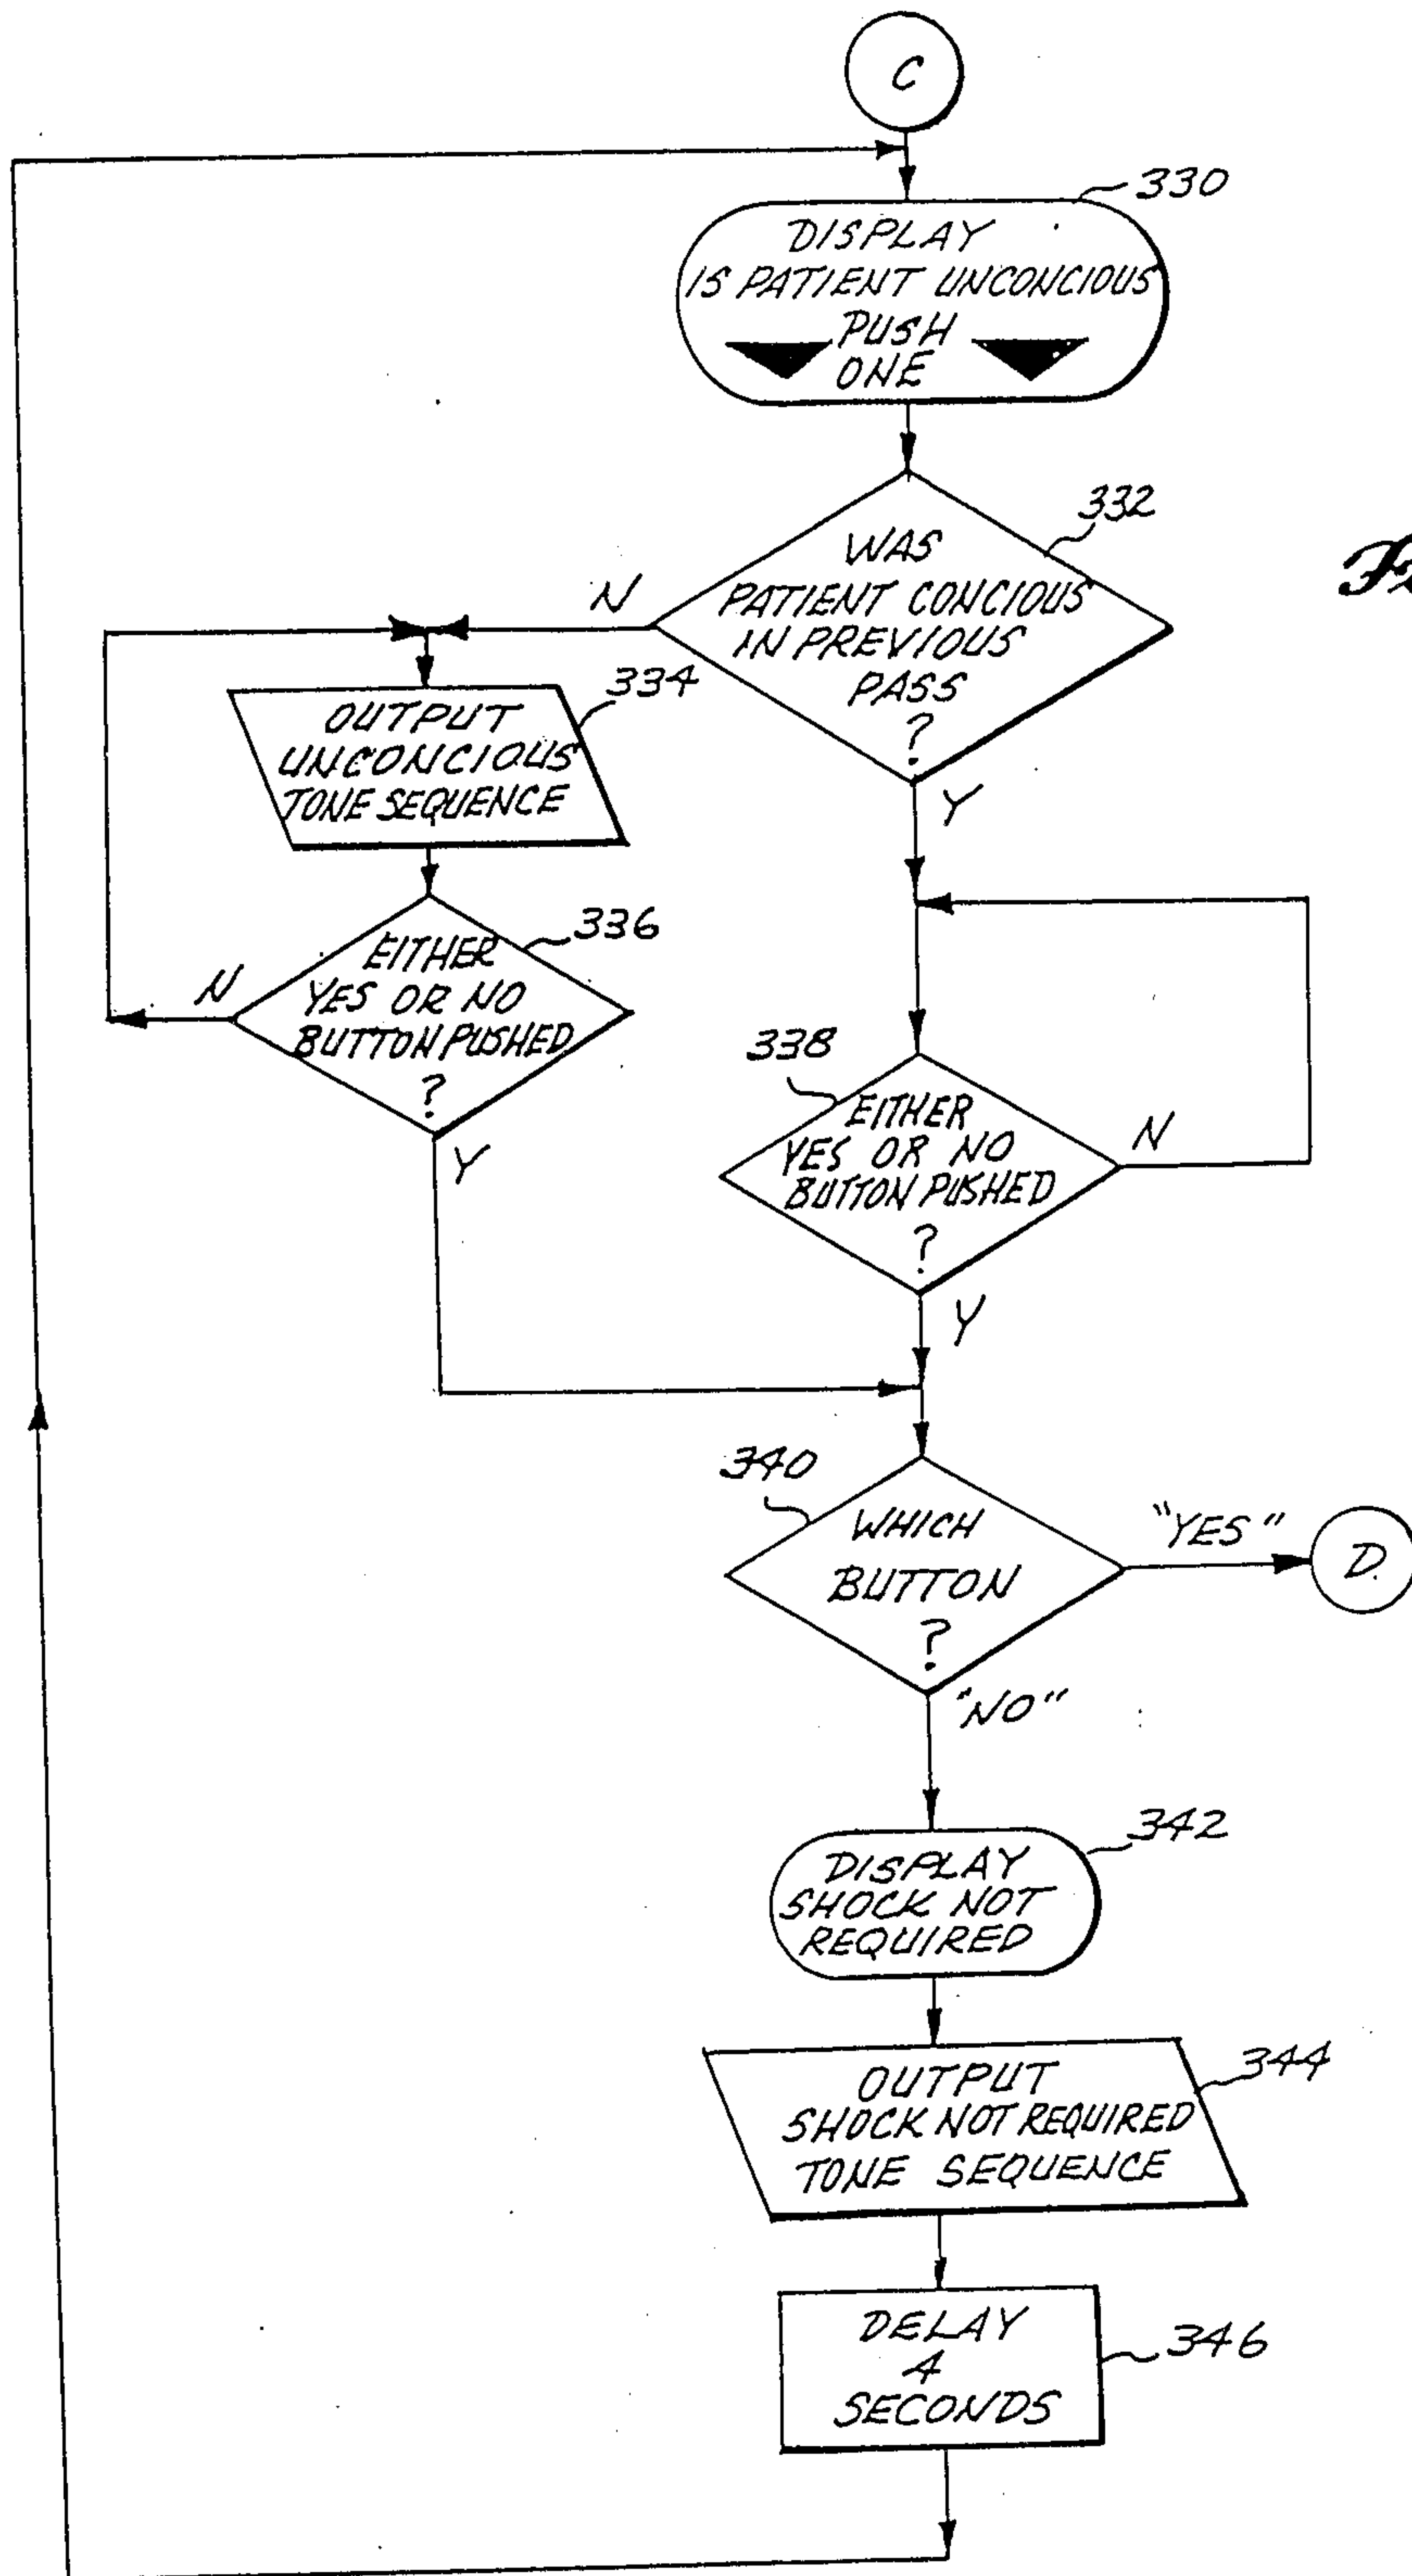 C
330
DISPLAY
IS PATIENT UNCONCIOUS
PUSH
ONE
332
WAS
PATIENT CONCIOUS
IN PREVIOUS
PASS
?
N
Y
334
OUTPUT
UNCONCIOUS
TONE SEQUENCE
336
EITHER
YES OR NO
BUTTON PUSHED
?
N
Y
338
EITHER
YES OR NO
BUTTON PUSHED
?
N
Y
340
WHICH
BUTTON
?
"YES"
D.
"NO"
342
DISPLAY
SHOCK NOT
REQUIRED
344
OUTPUT
SHOCK NOT REQUIRED
TONE SEQUENCE
346
DELAY
4
SECONDS